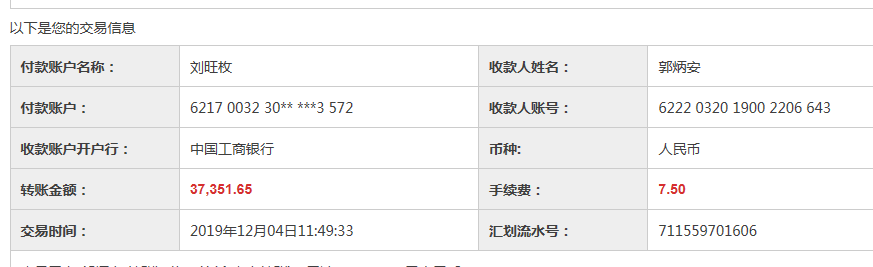 以下是您的交易信息
付款账户名称： 刘旺枚 收款人姓名： 郭炳安
付款账户： 6217 0032 30** ***3 572 收款人账号： 6222 0320 1900 2206 643
收款账户开户行： 中国工商银行 币种: 人民币
转账金额： 37,351.65 手续费： 7.50
交易时间： 2019年12月04日11:49:33 汇划流水号： 711559701606